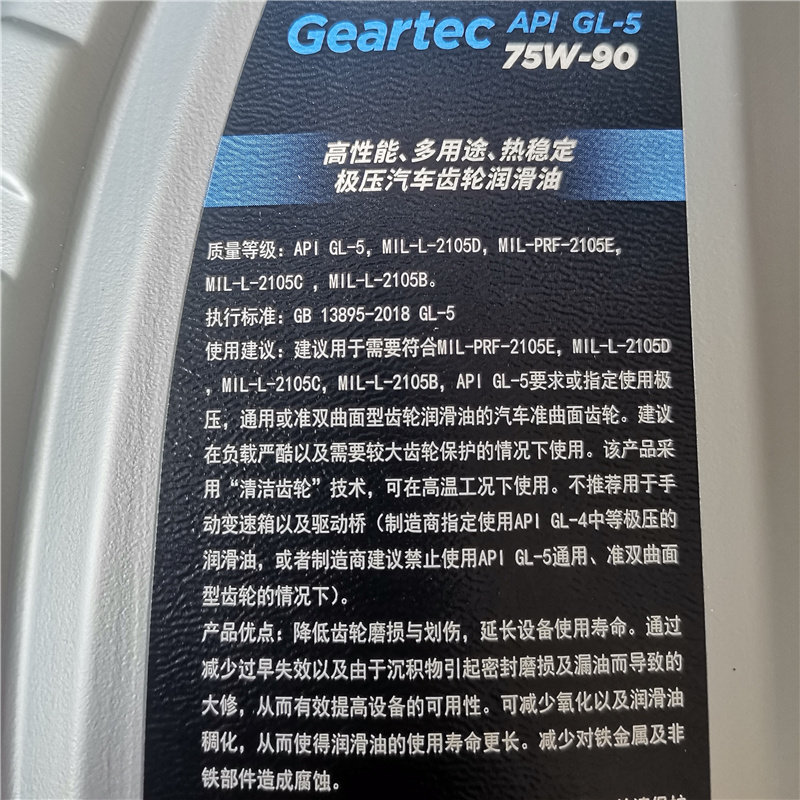 Geartec API GL-5
75W-90
高性能、多用途、热稳定
极压汽车齿轮润滑油
质量等级：API GL-5，MIL-L-2105D，MIL-PRF-2105E，
MIL-L-2105C ，MIL-L-2105B。
执行标准：GB 13895-2018 GL-5
使用建议：建议用于需要符合MIL-PRF-2105E，MIL-L-2105D
，MIL-L-2105C，MIL-L-2105B，API GL-5要求或指定使用极
压，通用或准双曲面型齿轮润滑油的汽车准曲面齿轮。建议
在负载严酷以及需要较大齿轮保护的情况下使用。该产品采
用“清洁齿轮”技术，可在高温工况下使用。不推荐用于手
动变速箱以及驱动桥（制造商指定使用API GL-4中等极压的
润滑油，或者制造商建议禁止使用API GL-5通用、准双曲面
型齿轮的情况下）。
产品优点：降低齿轮磨损与划伤，延长设备使用寿命。通过
减少过早失效以及由于沉积物引起密封磨损及漏油而导致的
大修，从而有效提高设备的可用性。可减少氧化以及润滑油
稠化，从而使得润滑油的使用寿命更长。减少对铁金属及非
铁部件造成腐蚀。